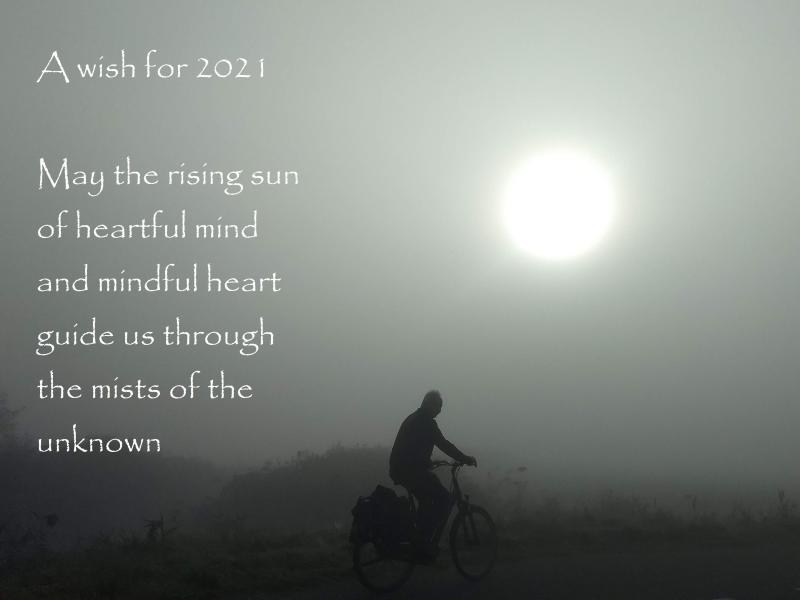 A wish for 2021
May the rising sun
of heartful mind
and mindful heart
guide us through
the mists of the
unknown